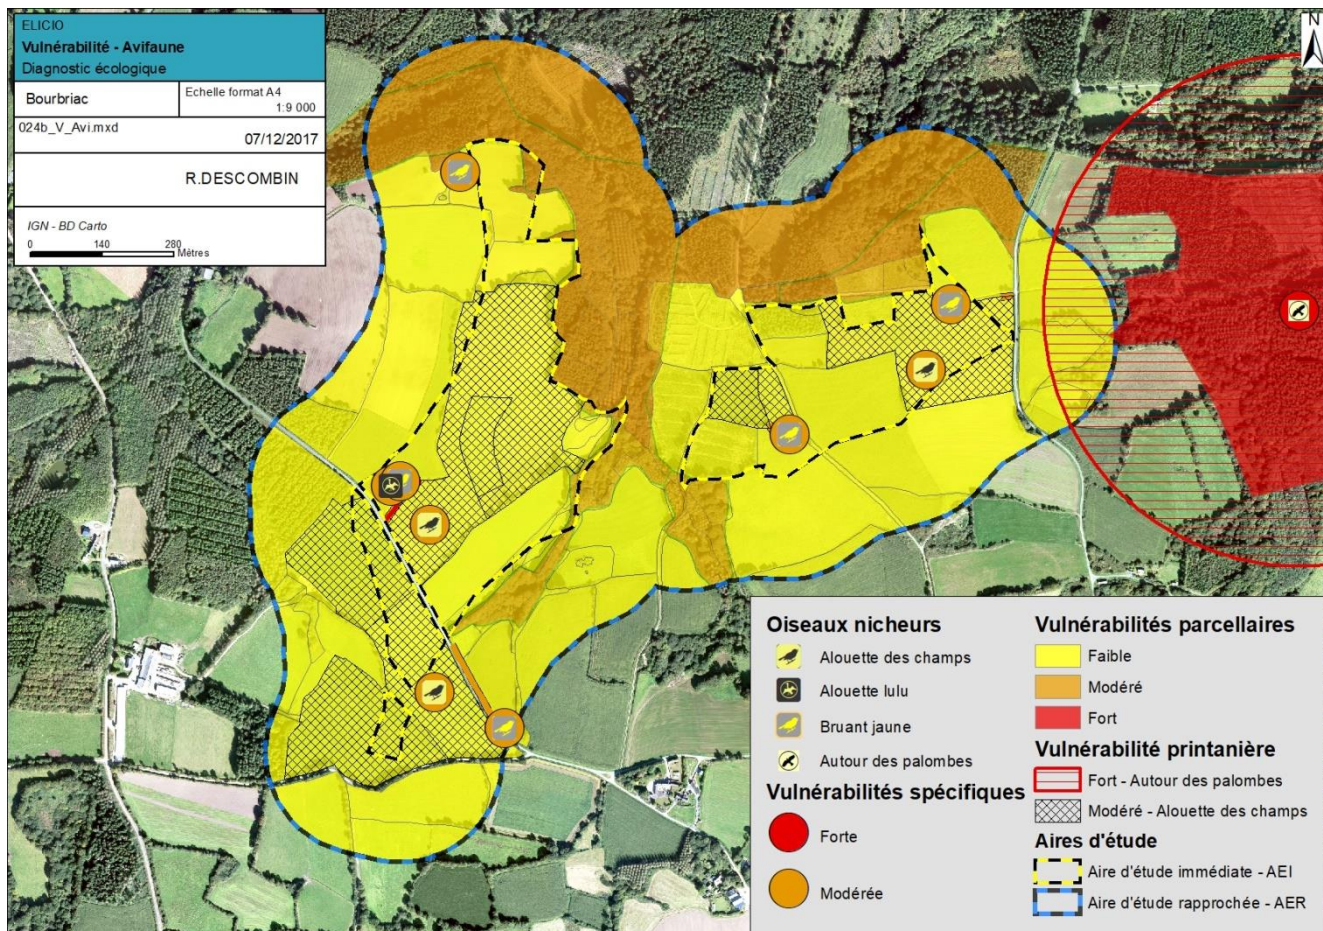 ELICIO
Vulnérabilité - Avifaune
Diagnostic écologique
Bourbriac
Echelle format A4
1:9 000
024b_V_Avi.mxd
07/12/2017
R.DESCOMBIN
IGN - BD Carto
0 140 280
Mètres
N
Oiseaux nicheurs
Alouette des champs
Alouette lulu
Bruant jaune
Autour des palombes
Vulnérabilités spécifiques
Forte
Modérée
Vulnérabilités parcellaires
Faible
Modéré
Fort
Vulnérabilité printanière
Fort - Autour des palombes
Modéré - Alouette des champs
Aires d'étude
Aire d'étude immédiate - AEI
Aire d'étude rapprochée - AER